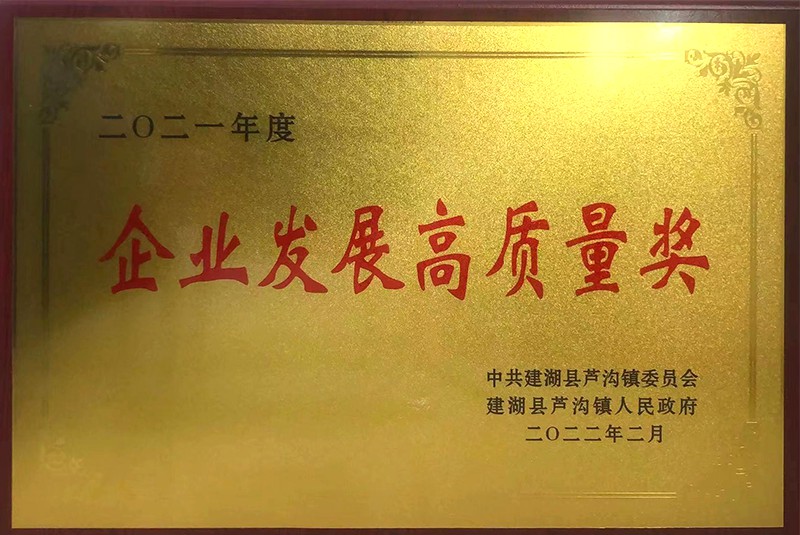 二〇二一年度
企业发展高质量奖
中共建湖县芦沟镇委员会
建湖县芦沟镇人民政府
二〇二二年二月